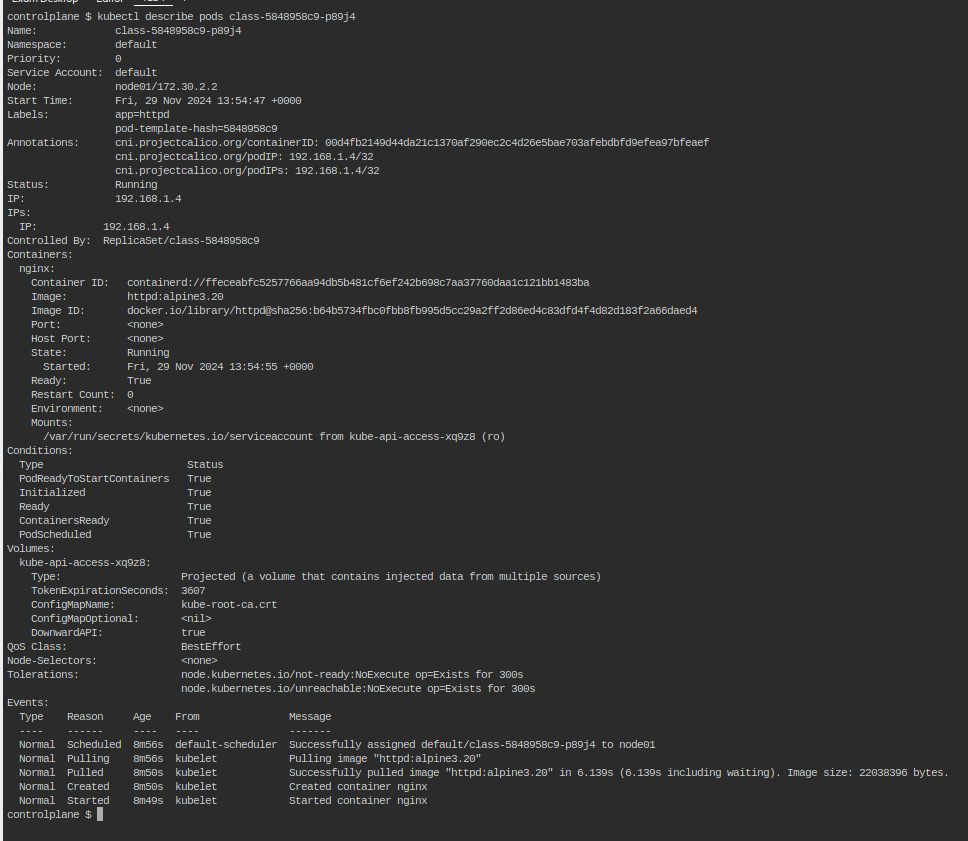 controlplane $ kubectl describe pods class-5848958c9-p89j4
Name:             class-5848958c9-p89j4
Namespace:        default
Priority:         0
Service Account:  default
Node:             node01/172.30.2.2
Start Time:       Fri, 29 Nov 2024 13:54:47 +0000
Labels:           app=httpd
                  pod-template-hash=5848958c9
Annotations:      cni.projectcalico.org/containerID: 00d4fb2149d44da21c1370af290ec2c4d26e5bae703afebdbfd9efea97bfeaef
                  cni.projectcalico.org/podIP: 192.168.1.4/32
                  cni.projectcalico.org/podIPs: 192.168.1.4/32
Status:           Running
IP:               192.168.1.4
IPs:
  IP:           192.168.1.4
Controlled By:  ReplicaSet/class-5848958c9
Containers:
  nginx:
    Container ID:   containerd://ffeceabfc5257766aa94db5b481cf6ef242b698c7aa37760daa1c121bb1483ba
    Image:          httpd:alpine3.20
    Image ID:       docker.io/library/httpd@sha256:b64b5734fbc0fbb8fb995d5cc29a2ff2d86ed4c83dfd4f4d82d183f2a66daed4
    Port:           <none>
    Host Port:      <none>
    State:          Running
      Started:      Fri, 29 Nov 2024 13:54:55 +0000
    Ready:          True
    Restart Count:  0
    Environment:    <none>
    Mounts:
      /var/run/secrets/kubernetes.io/serviceaccount from kube-api-access-xq9z8 (ro)
Conditions:
  Type                        Status
  PodReadyToStartContainers   True
  Initialized                 True
  Ready                       True
  ContainersReady             True
  PodScheduled                True
Volumes:
  kube-api-access-xq9z8:
    Type:                    Projected (a volume that contains injected data from multiple sources)
    TokenExpirationSeconds:  3607
    ConfigMapName:           kube-root-ca.crt
    ConfigMapOptional:       <nil>
    DownwardAPI:             true
QoS Class:                   BestEffort
Node-Selectors:              <none>
Tolerations:                 node.kubernetes.io/not-ready:NoExecute op=Exists for 300s
                             node.kubernetes.io/unreachable:NoExecute op=Exists for 300s
Events:
  Type    Reason     Age    From               Message
  ----    ------     ----   ----               -------
  Normal  Scheduled  8m56s  default-scheduler  Successfully assigned default/class-5848958c9-p89j4 to node01
  Normal  Pulling    8m56s  kubelet            Pulling image "httpd:alpine3.20"
  Normal  Pulled     8m50s  kubelet            Successfully pulled image "httpd:alpine3.20" in 6.139s (6.139s including waiting). Image size: 22038396 bytes.
  Normal  Created    8m50s  kubelet            Created container nginx
  Normal  Started    8m49s  kubelet            Started container nginx
controlplane $